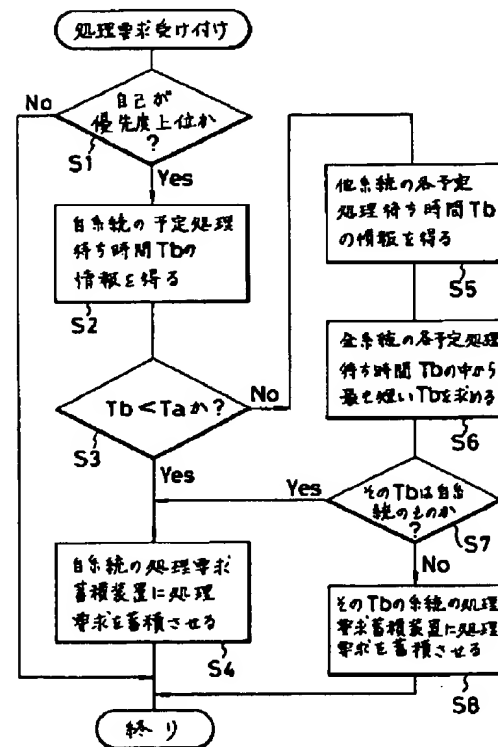 処理要求受け付け
No
自己が
優先度上位か
?
S1
Yes
自系統の予定処理
待ち時間Tbの
情報を得る
S2
Tb<Taか?
No
S3
Yes
自系統の処理要求
蓄積装置に処理
要求を蓄積させる
S4
終り
他系統の各予定
処理待ち時間Tb
の情報を得る
S5
全系統の各予定処理
待ち時間Tbの中から
最も短いTbを求める
S6
Yes
そのTbは自系
統のものか
?
S7
No
そのTbの系統の処理
要求蓄積装置に処理
要求を蓄積させる
S8